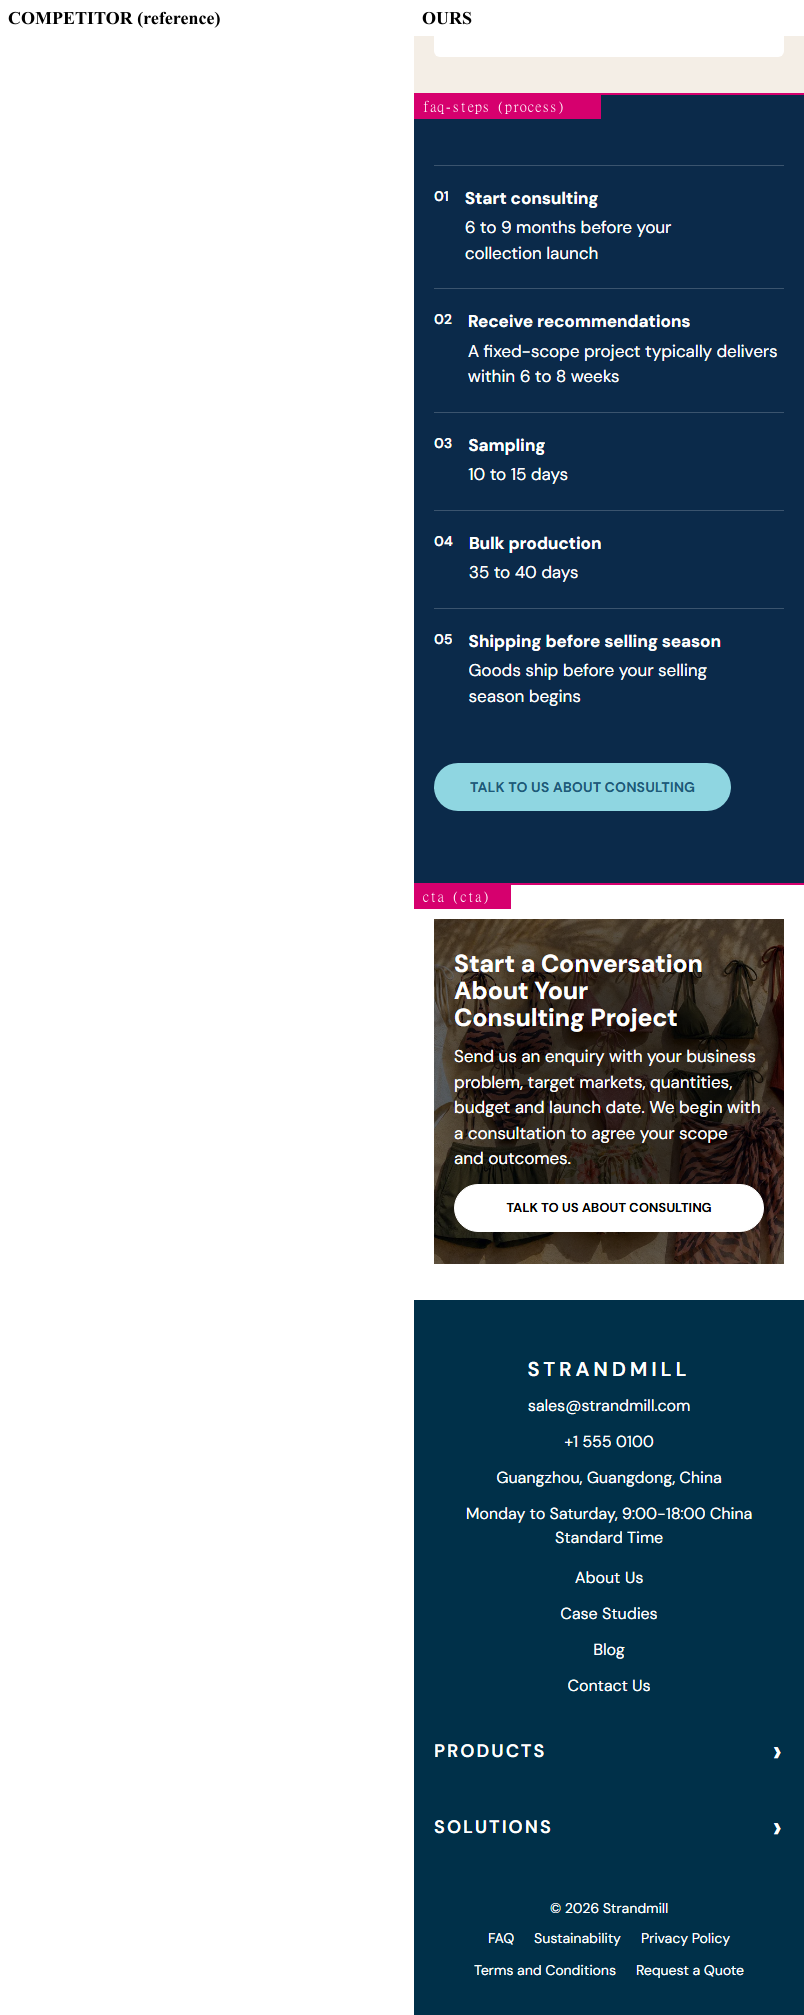 COMPETITOR (reference)
OURS
faq-steps (process)
01 Start consulting
6 to 9 months before your
collection launch
02 Receive recommendations
A fixed-scope project typically delivers
within 6 to 8 weeks
03 Sampling
10 to 15 days
04 Bulk production
35 to 40 days
05 Shipping before selling season
Goods ship before your selling
season begins
TALK TO US ABOUT CONSULTING
cta (cta)
Start a Conversation
About Your
Consulting Project
Send us an enquiry with your business
problem, target markets, quantities,
budget and launch date. We begin with
a consultation to agree your scope
and outcomes.
TALK TO US ABOUT CONSULTING
STRANDMILL
sales@strandmill.com
+1 555 0100
Guangzhou, Guangdong, China
Monday to Saturday, 9:00-18:00 China
Standard Time
About Us
Case Studies
Blog
Contact Us
PRODUCTS ›
SOLUTIONS ›
© 2026 Strandmill
FAQ Sustainability Privacy Policy
Terms and Conditions Request a Quote